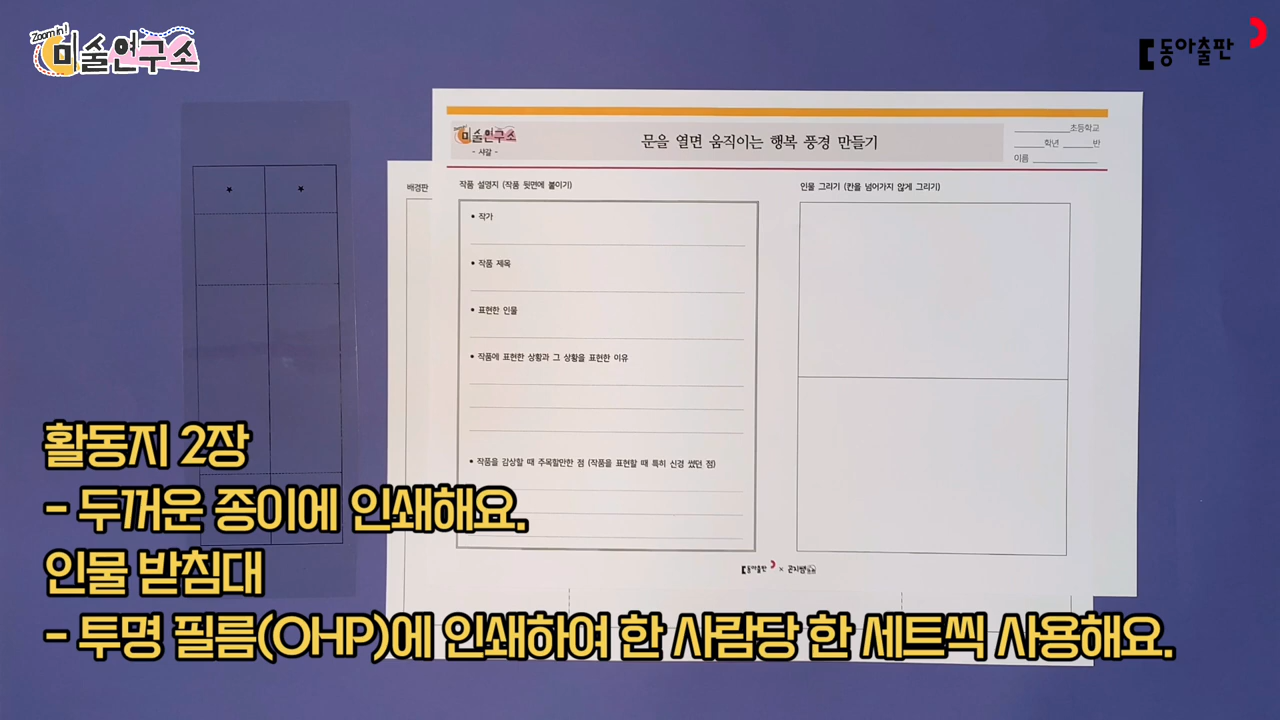 Zoom in!
미술연구소
동아출판
미술연구소
- 샤갈 -
문을 열면 움직이는 행복 풍경 만들기
초등학교
학년 반
이름
배경판
작품 설명지 (작품 뒷면에 붙이기)
인물 그리기 (칸을 넘어가지 않게 그리기)
• 작가
• 작품 제목
• 표현한 인물
• 작품에 표현한 상황과 그 상황을 표현한 이유
• 작품을 감상할 때 주목할만한 점 (작품을 표현할 때 특히 신경 썼던 점)
동아출판 ×
활동지 2장
- 두꺼운 종이에 인쇄해요.
인물 받침대
- 투명 필름(OHP)에 인쇄하여 한 사람당 한 세트씩 사용해요.